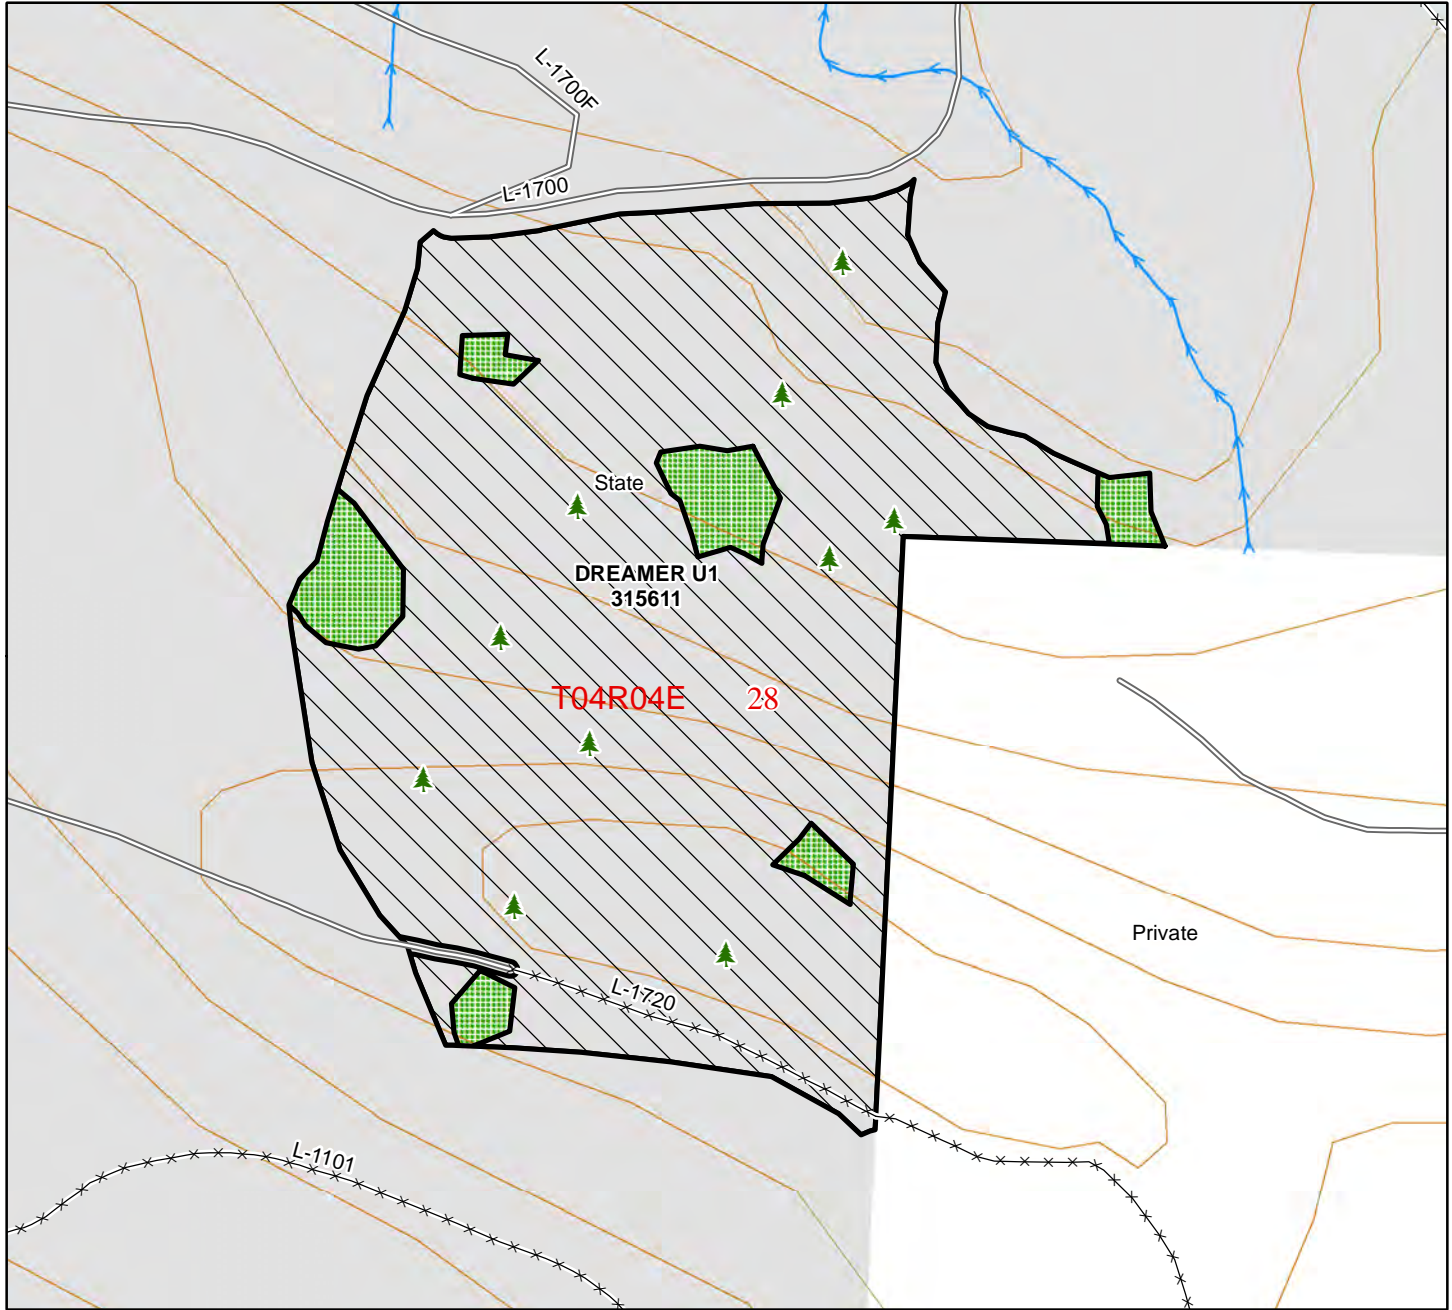 L-1700F
L-1700
State
DREAMER U1
315611
T04R04E 28
Private
L-1720
L-1101